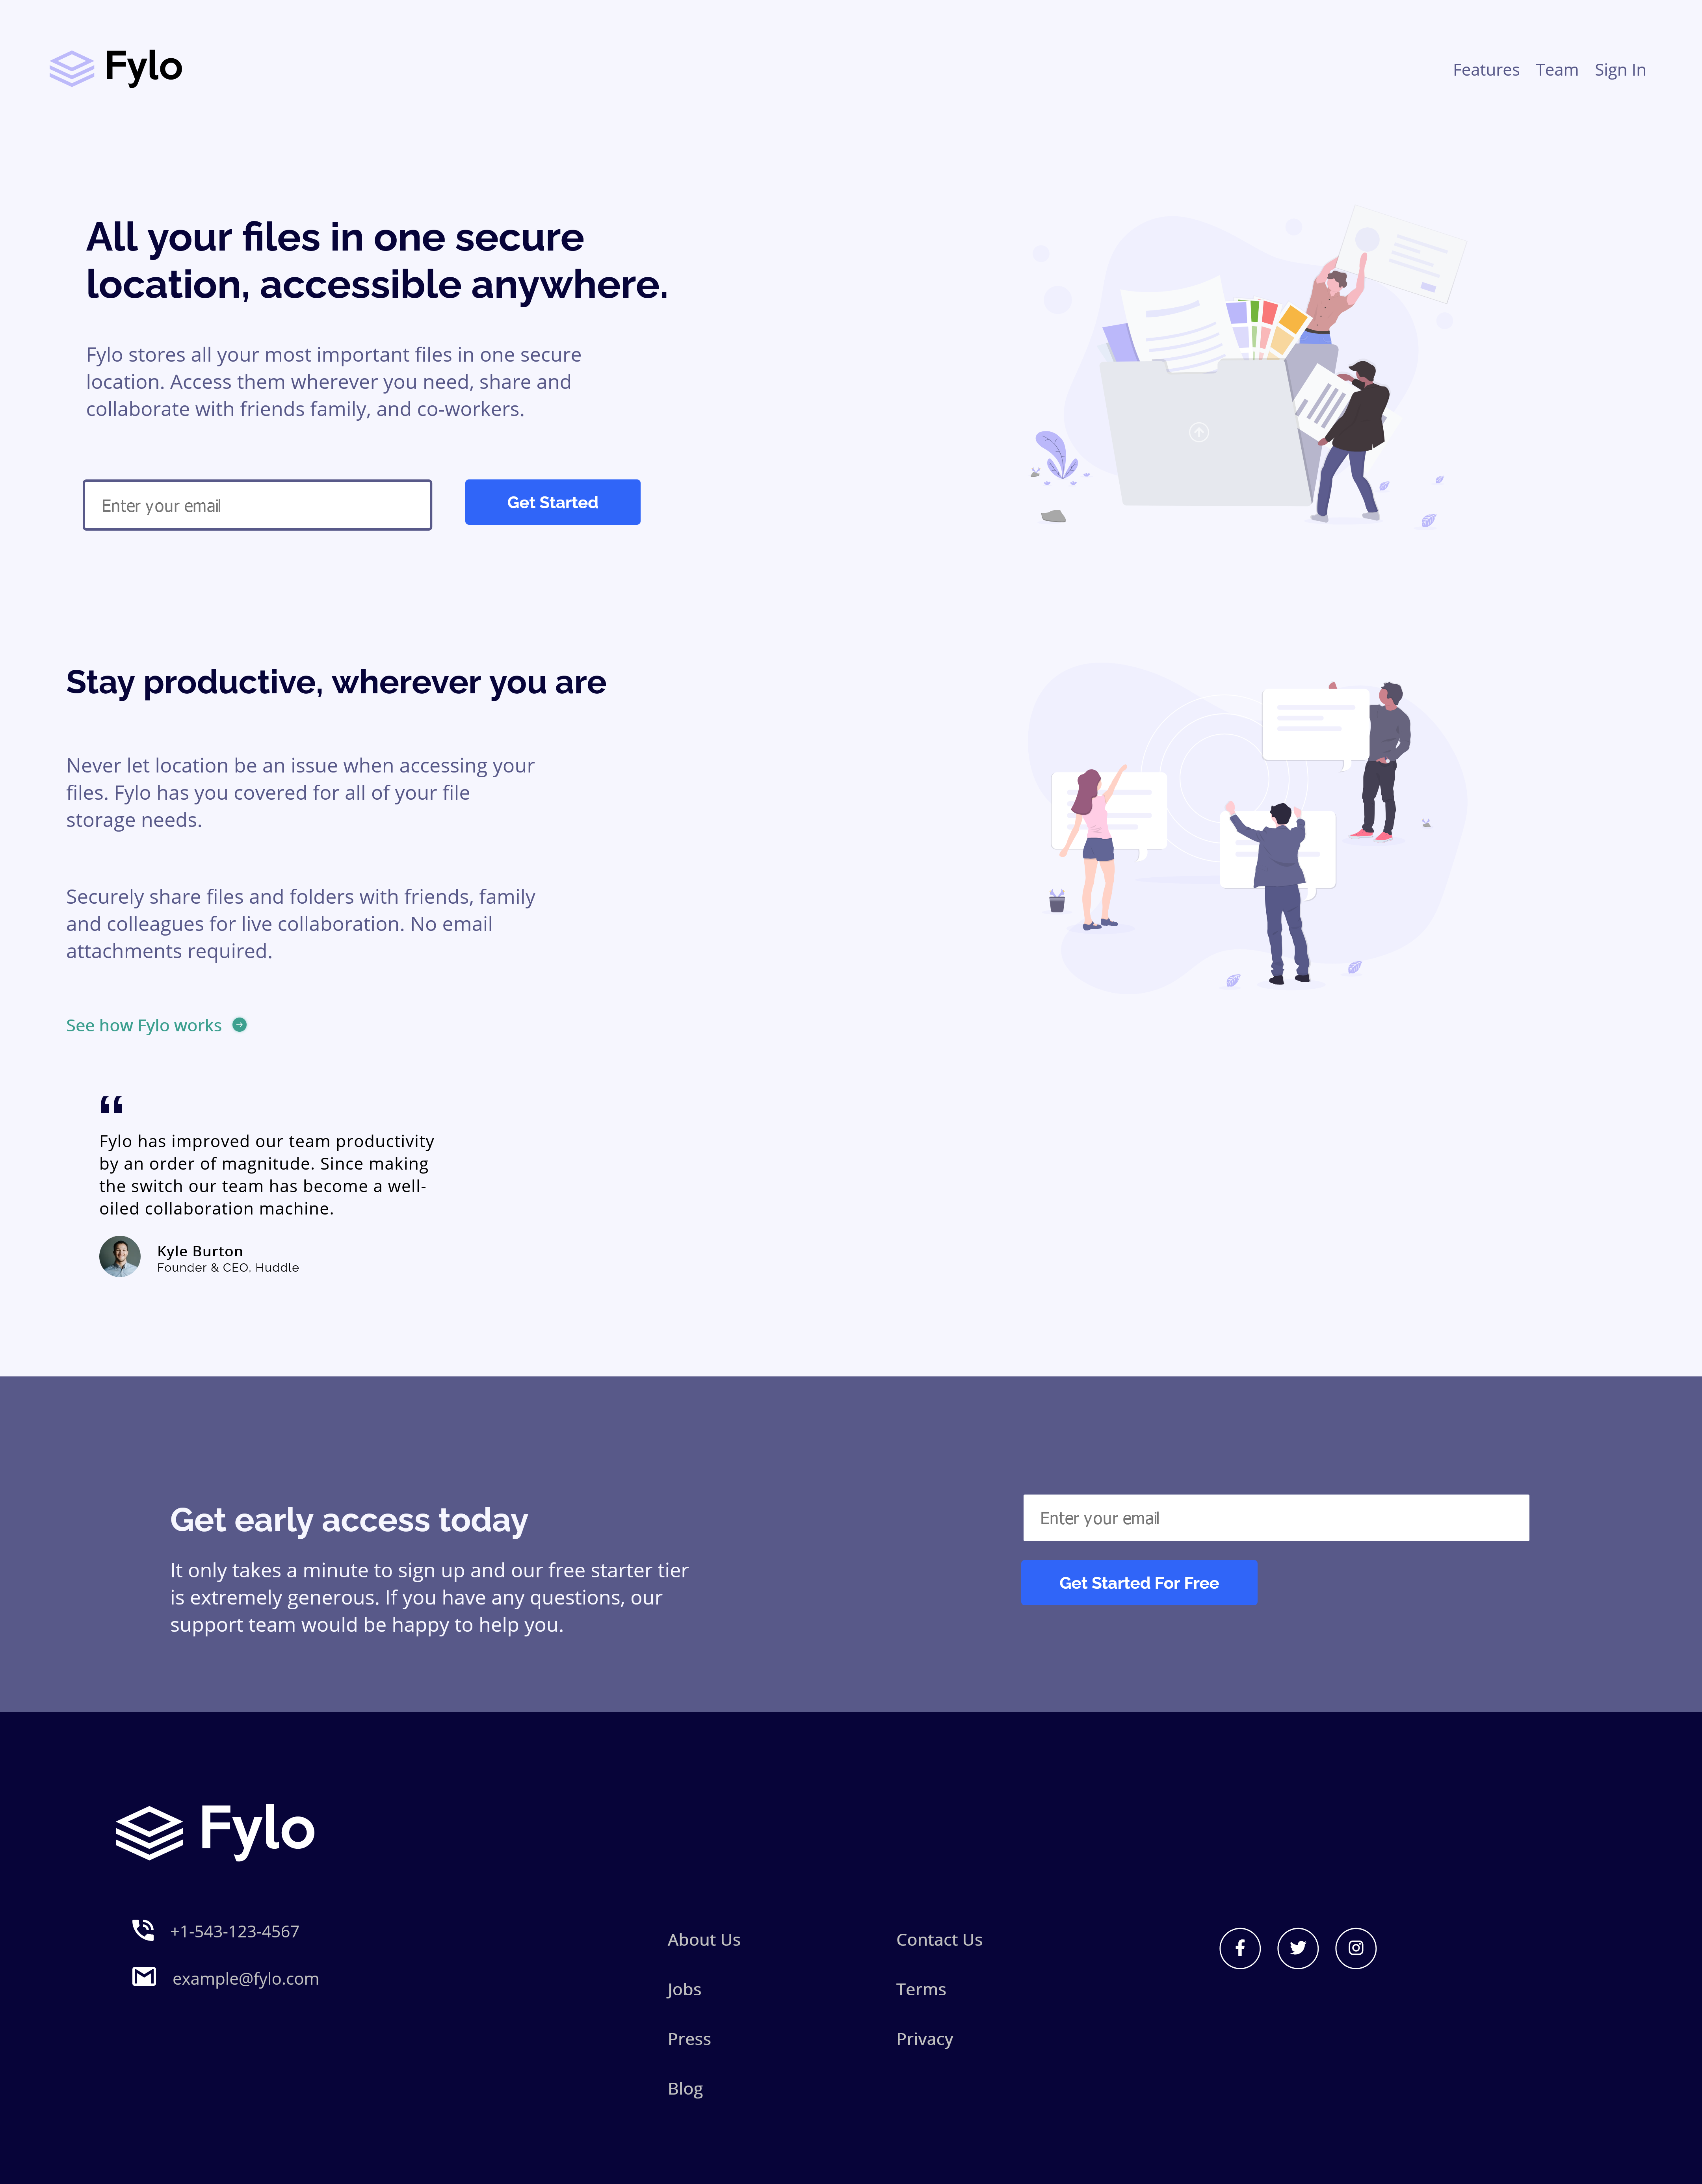 Fylo
Features Team Sign In
All your files in one secure
location, accessible anywhere.
Fylo stores all your most important files in one secure
location. Access them wherever you need, share and
collaborate with friends family, and co-workers.
Enter your email
Get Started
Stay productive, wherever you are
Never let location be an issue when accessing your
files. Fylo has you covered for all of your file
storage needs.
Securely share files and folders with friends, family
and colleagues for live collaboration. No email
attachments required.
See how Fylo works
“
Fylo has improved our team productivity
by an order of magnitude. Since making
the switch our team has become a well-
oiled collaboration machine.
Kyle Burton
Founder & CEO, Huddle
Get early access today
It only takes a minute to sign up and our free starter tier
is extremely generous. If you have any questions, our
support team would be happy to help you.
Enter your email
Get Started For Free
Fylo
+1-543-123-4567
example@fylo.com
About Us
Jobs
Press
Blog
Contact Us
Terms
Privacy